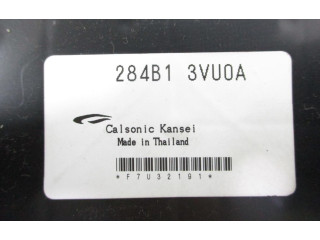 284B1 3VU0A
Calsonic Kansei
Made in Thailand
*F7U32191*